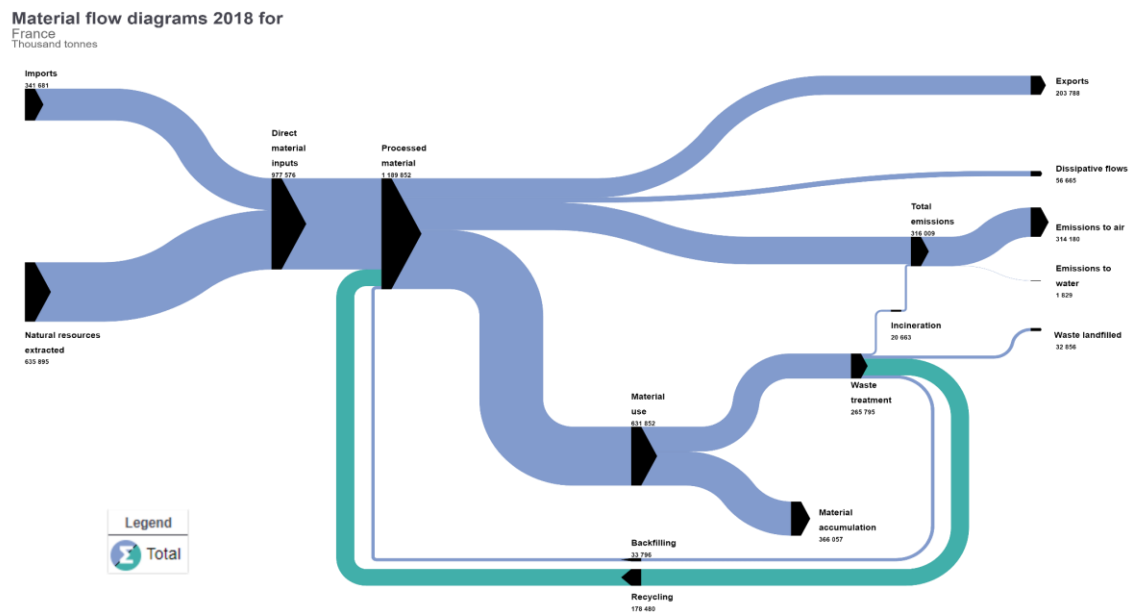 Material flow diagrams 2018 for
France
Thousand tonnes
Imports
341 681
Exports
203 788
Direct
material
inputs
977 576
Processed
material
1 189 852
Dissipative flows
56 665
Total
emissions
316 009
Emissions to air
314 180
Emissions to
water
1 829
Natural resources
extracted
635 895
Incineration
20 663
Waste landfilled
32 856
Waste
treatment
265 795
Material
use
631 852
Material
accumulation
366 057
Legend
Σ Total
Backfilling
33 796
Recycling
178 480